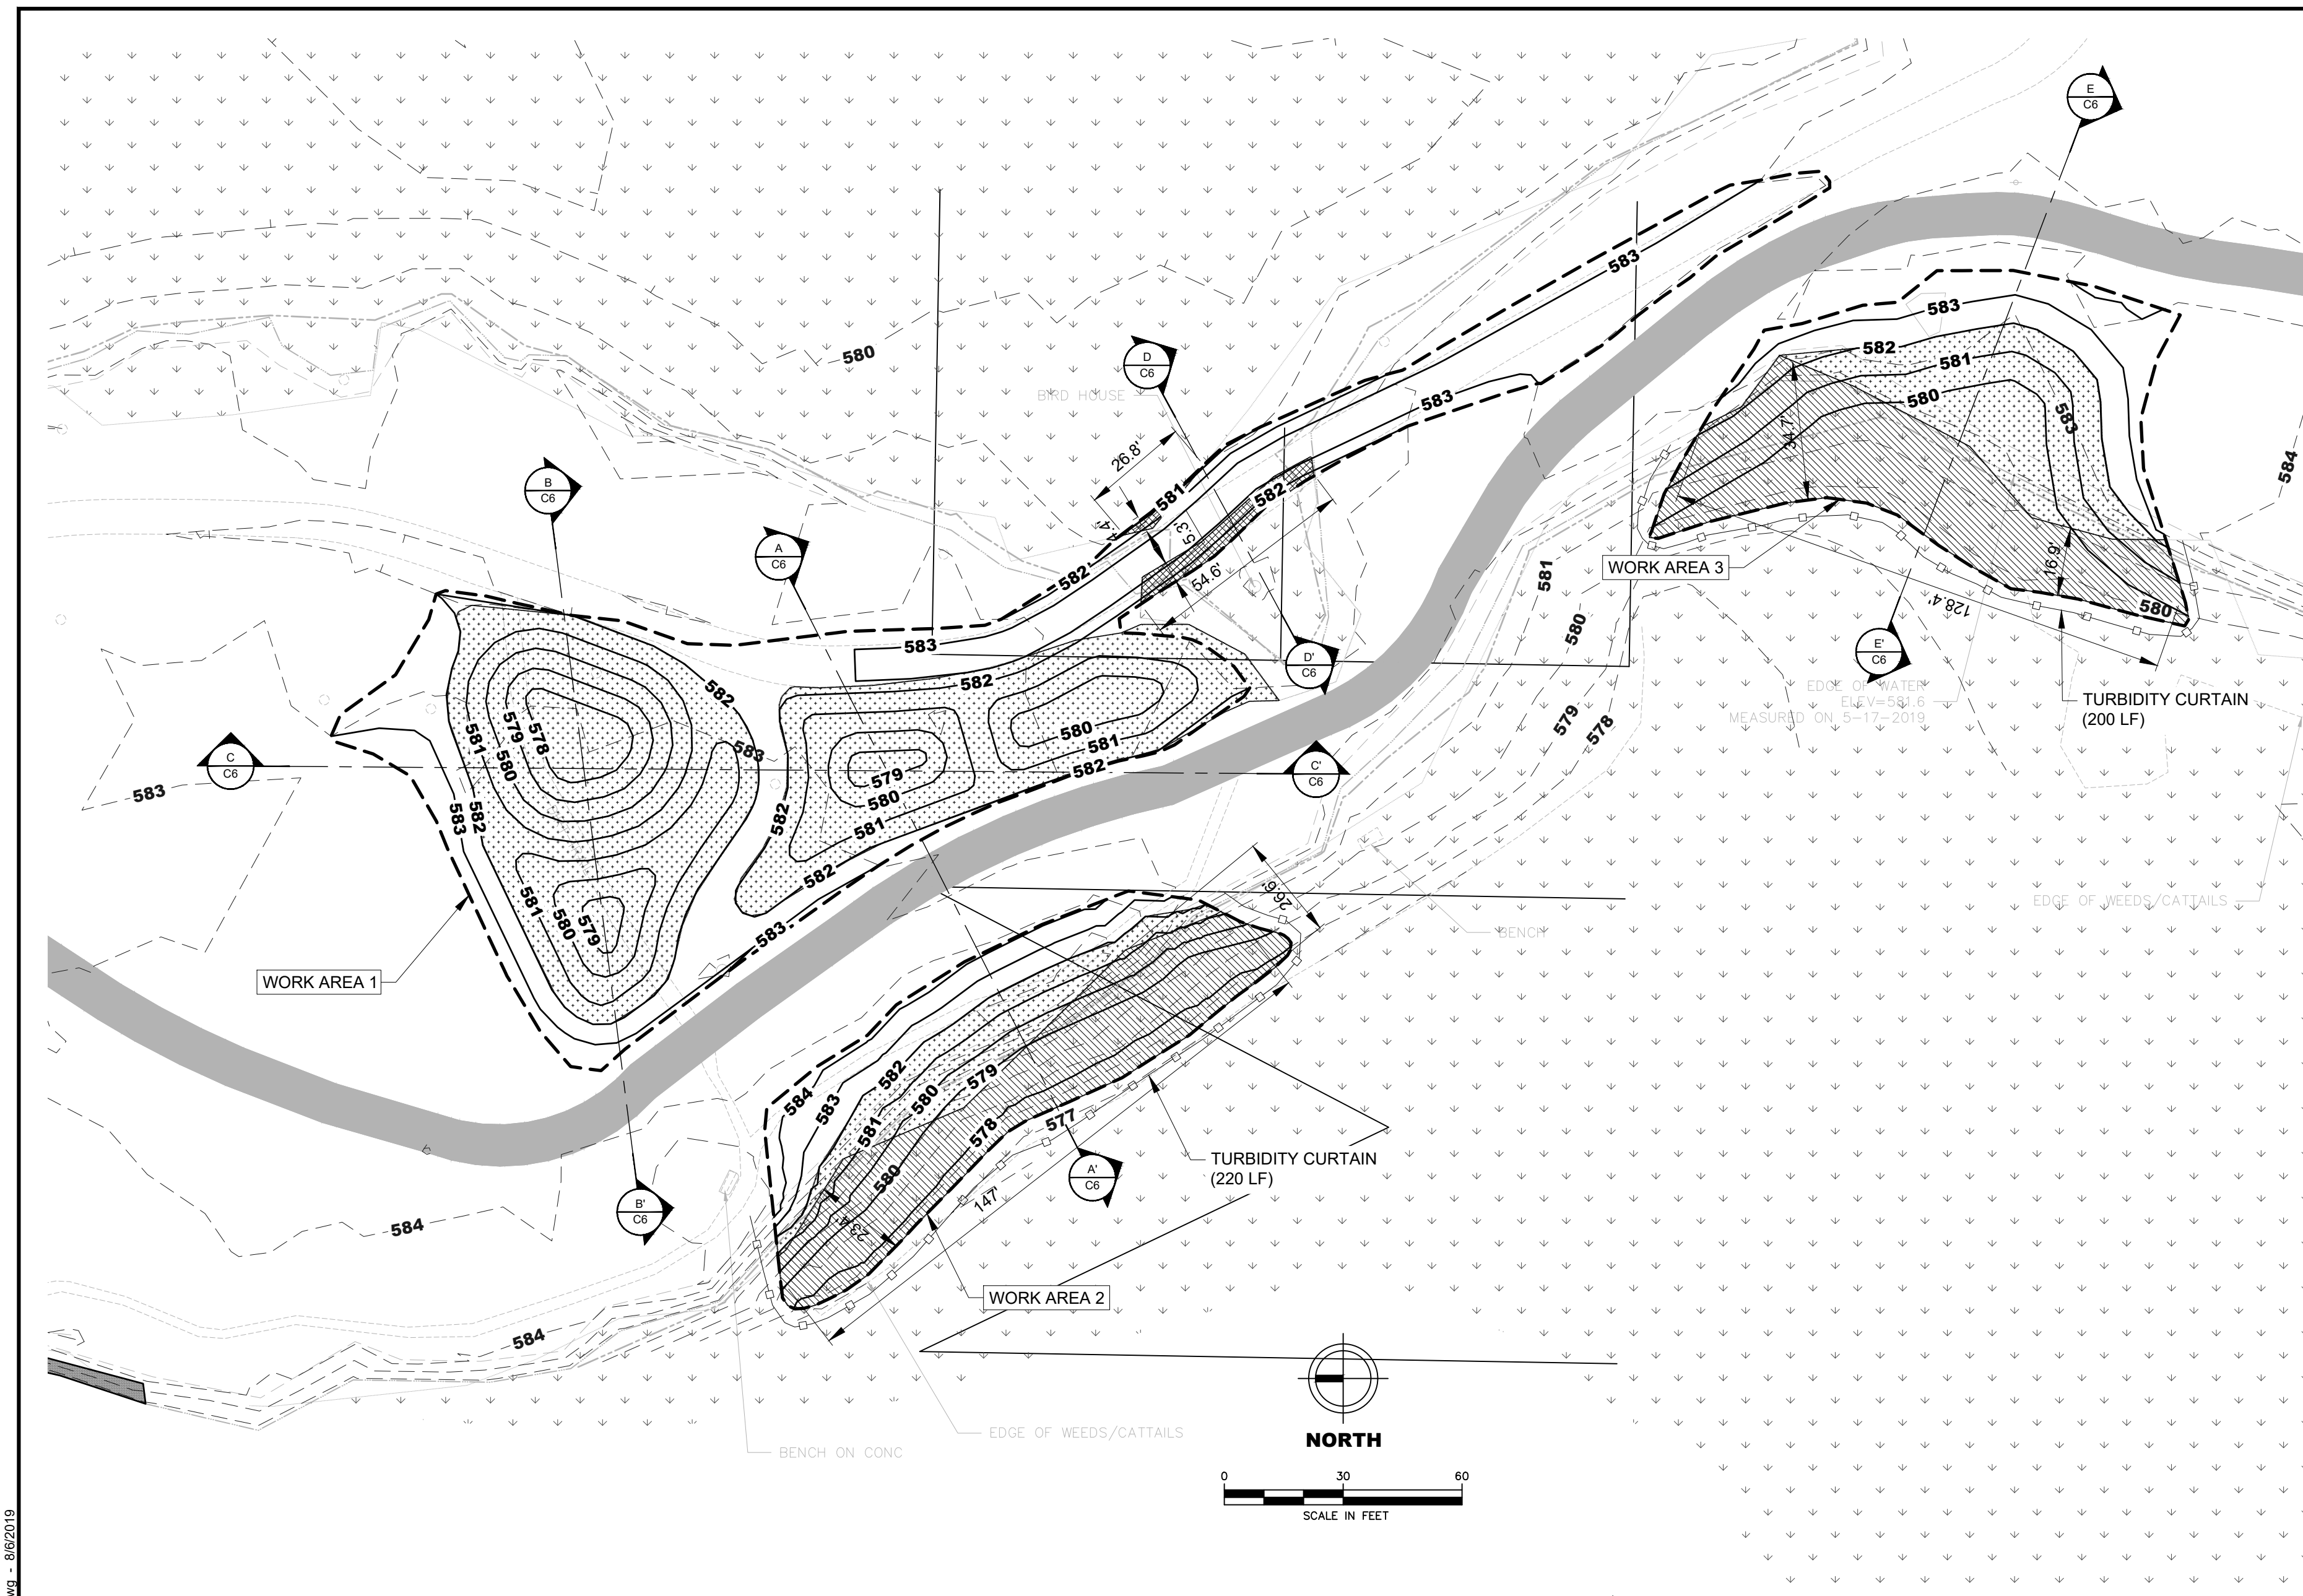 E
C6
583
580
D
C6
BIRD HOUSE
583
583
582
581
580
583
584
26.8'
34.7'
B
C6
A
C6
581
582
4.4'
5.3'
54.6'
582
WORK AREA 3
581
16.9'
128.4'
580
583
580
D'
C6
E'
C6
582
582
EDGE OF WATER
ELEV=581.6
MEASURED ON 5-17-2019
TURBIDITY CURTAIN
(200 LF)
579
578
581
580
579
578
583
580
581
582
C
C6
C'
C6
583
583
582
582
579
580
581
582
583
581
580
579
26.6'
BENCH
EDGE OF WEEDS/CATTAILS
WORK AREA 1
584
583
582
581
580
579
578
577
580
TURBIDITY CURTAIN
(220 LF)
A'
C6
147'
23.4'
B'
C6
584
WORK AREA 2
584
EDGE OF WEEDS/CATTAILS
BENCH ON CONC
NORTH
0 30 60
SCALE IN FEET
wg - 8/6/2019